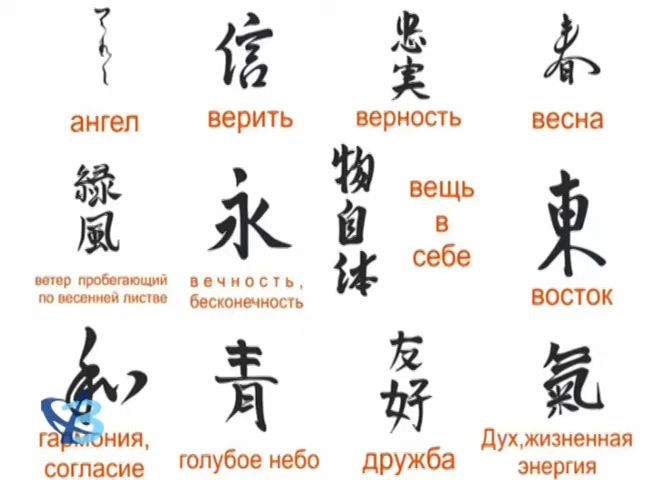 信
верить
忠
実
верность
春
весна
ангел
緑
風
ветер пробегающий
по весенней листве
永
вечность,
бесконечность
物
自
体
вещь
в
себе
東
восток
和
гармония,
согласие
青
голубое небо
友
好
дружба
氣
Дух,жизненная
энергия